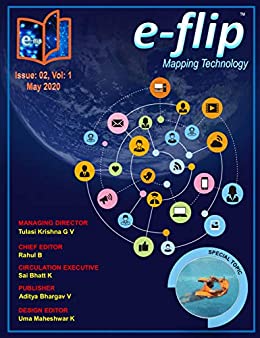 e-flip
e-flip™
Mapping Technology
Issue: 02, Vol: 1
May 2020
MANAGING DIRECTOR
Tulasi Krishna G V
CHIEF EDITOR
Rahul B
CIRCULATION EXECUTIVE
Sai Bhatt K
PUBLISHER
Aditya Bhargav V
DESIGN EDITOR
Uma Maheshwar K
SPECIAL TOPIC